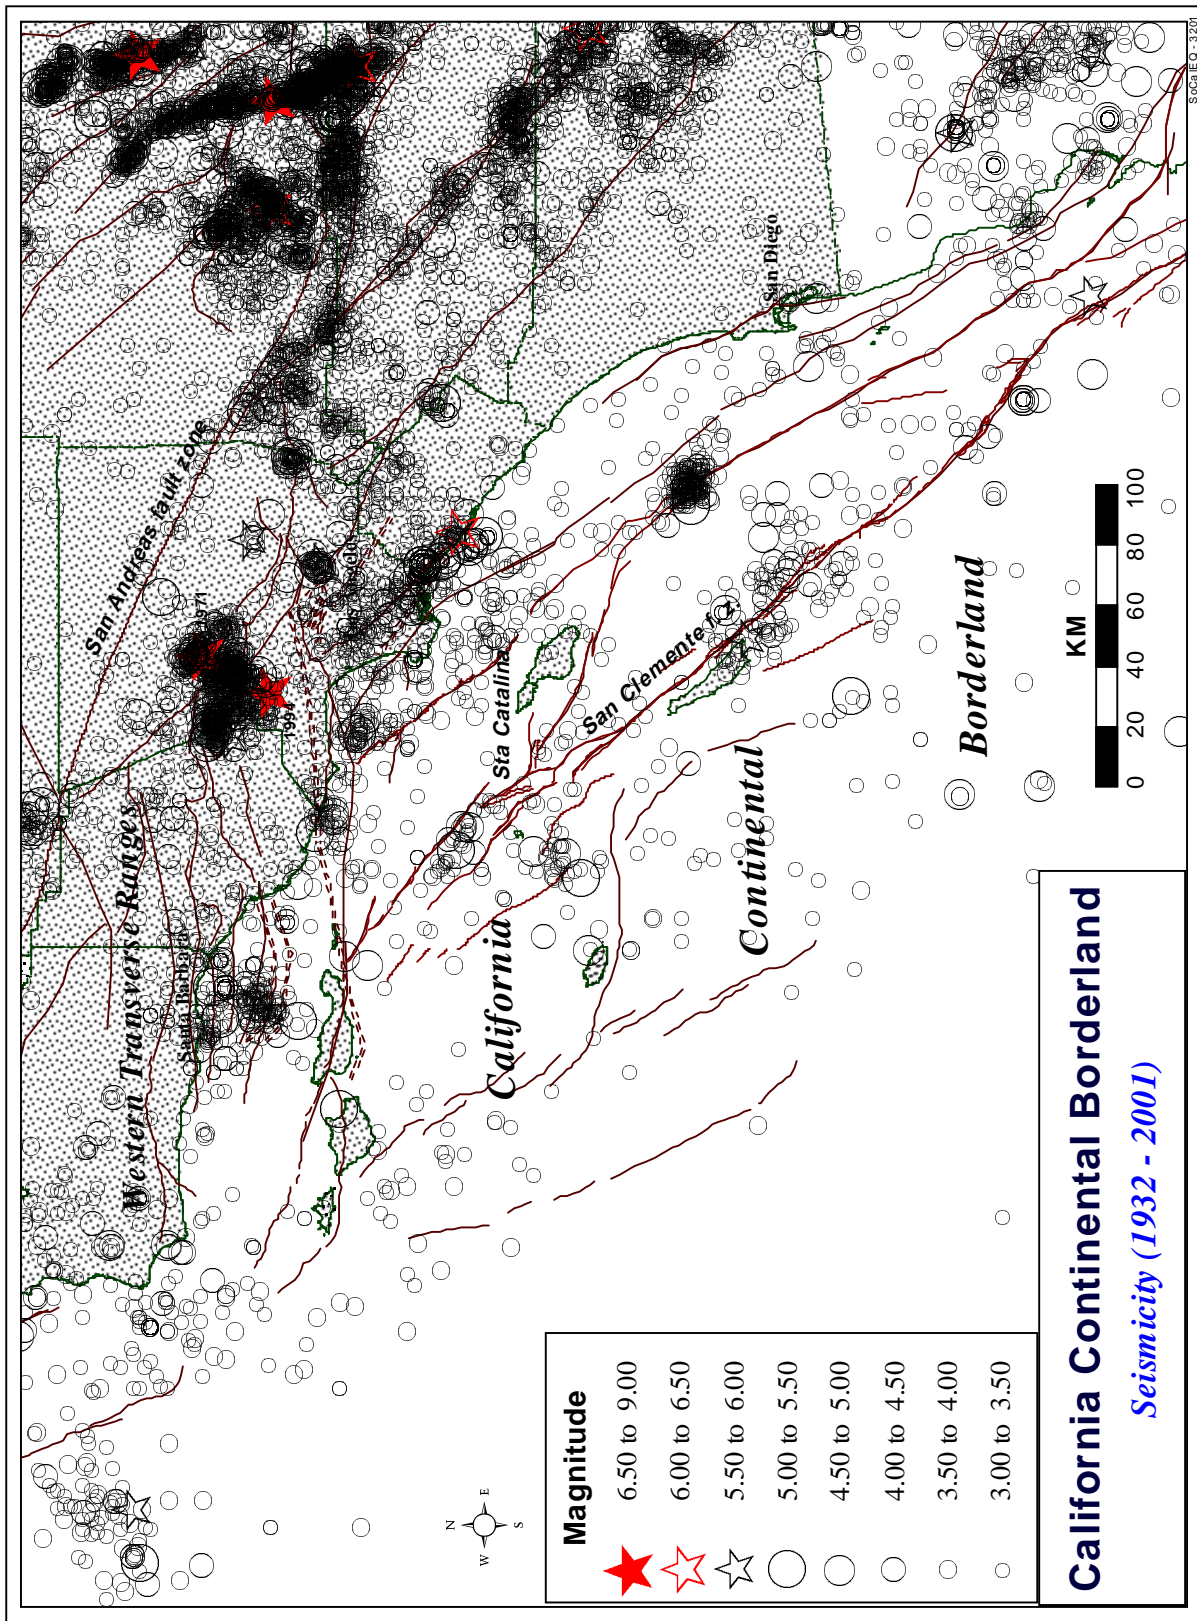 San Andreas fault zone
1971
1994
Western Transverse Ranges
Santa Barbara
San Diego
Sta Catalina
San Clemente f.z.
California
Continental
Borderland
N
W
E
S
KM
0 20 40 60 80 100
Magnitude
6.50 to 9.00
6.00 to 6.50
5.50 to 6.00
5.00 to 5.50
4.50 to 5.00
4.00 to 4.50
3.50 to 4.00
3.00 to 3.50
California Continental Borderland
Seismicity (1932 - 2001)